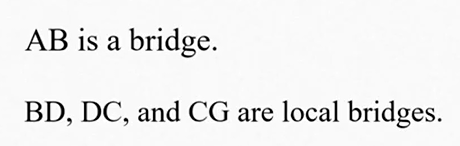 AB is a bridge.
BD, DC, and CG are local bridges.